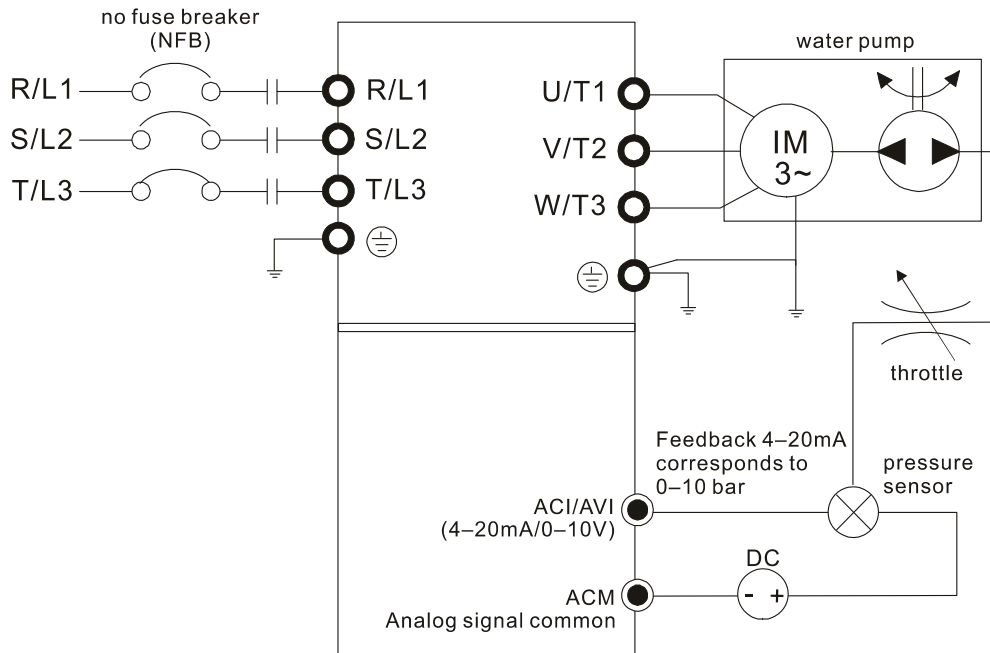 no fuse breaker
(NFB)
R/L1
S/L2
T/L3
R/L1
S/L2
T/L3
U/T1
V/T2
W/T3
water pump
IM
3~
throttle
Feedback 4–20mA
corresponds to
0–10 bar
pressure
sensor
ACI/AVI
(4–20mA/0–10V)
DC
- +
ACM
Analog signal common